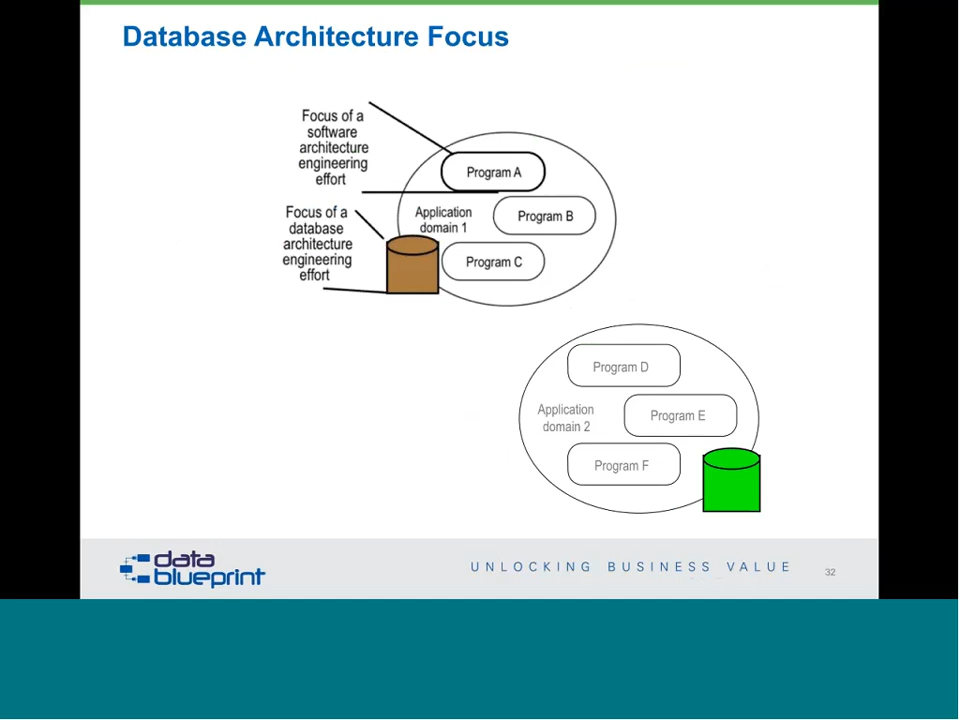 Database Architecture Focus
Focus of a
software
architecture
engineering
effort
Program A
Program B
Application
domain 1
Program C
Focus of a
database
architecture
engineering
effort
Program D
Application
domain 2
Program E
Program F
data
blueprint
UNLOCKING BUSINESS VALUE
32